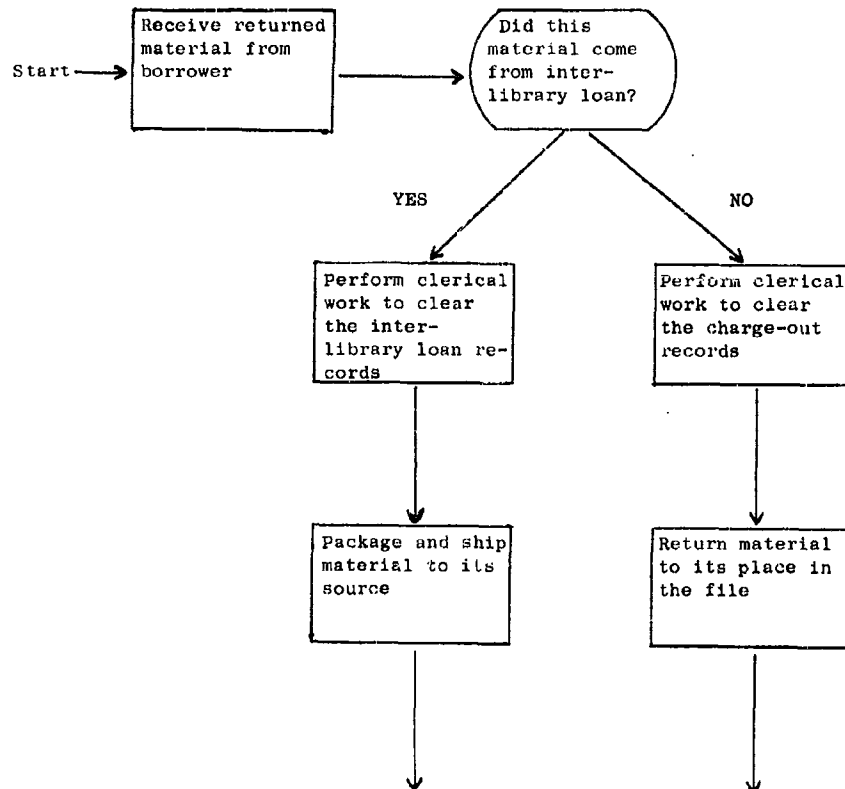 Start
Receive returned
material from
borrower
Did this
material come
from inter-
library loan?
YES
NO
Perform clerical
work to clear
the inter-
library loan re-
cords
Perform clerical
work to clear
the charge-out
records
Package and ship
material to its
source
Return material
to its place in
the file